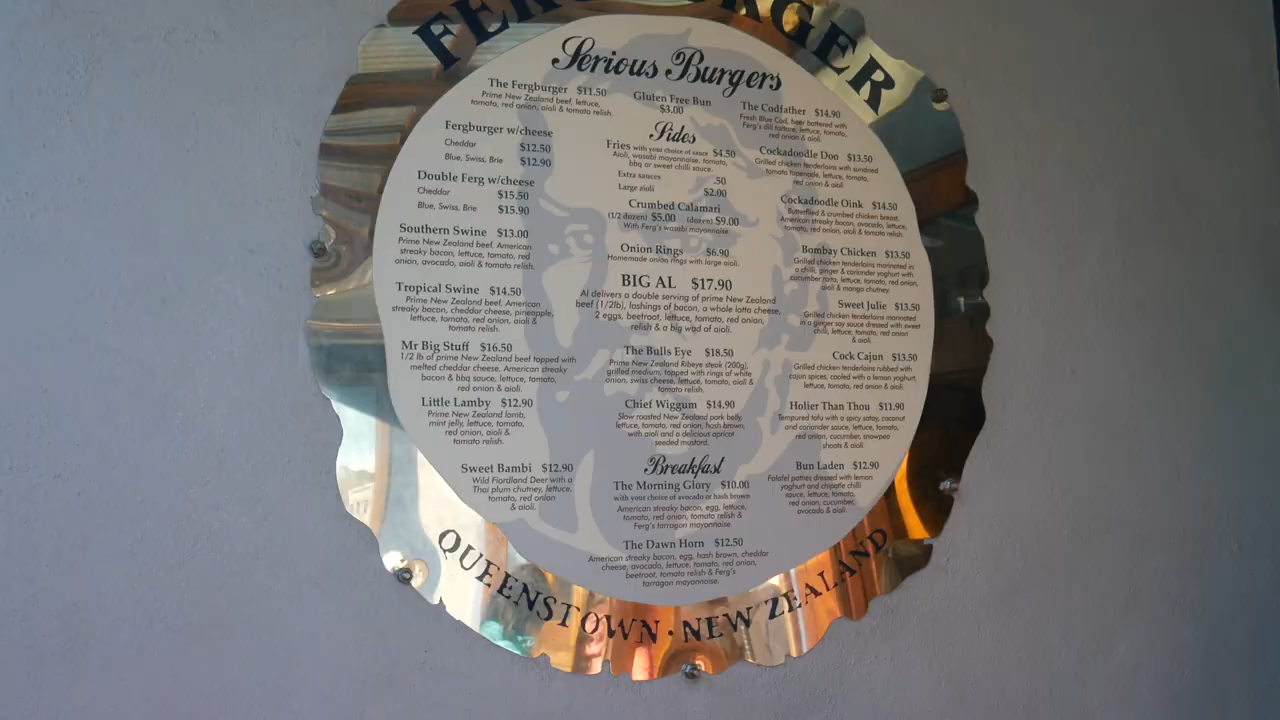 FERGBURGER
Serious Burgers
The Fergburger $11.50
Prime New Zealand beef, lettuce,
tomato, red onion, aioli & tomato relish.
Fergburger w/cheese
Cheddar $12.50
Blue, Swiss, Brie $12.90
Double Ferg w/cheese
Cheddar $15.50
Blue, Swiss, Brie $15.90
Southern Swine $13.00
Prime New Zealand beef, American
streaky bacon, lettuce, tomato, red
onion, avocado, aioli & tomato relish.
Tropical Swine $14.50
Prime New Zealand beef, American
streaky bacon, cheddar cheese, pineapple,
lettuce, tomato, red onion, aioli &
tomato relish.
Mr Big Stuff $16.50
1/2 lb of prime New Zealand beef topped with
melted cheddar cheese, American streaky
bacon & bbq sauce, lettuce, tomato,
red onion & aioli.
Little Lamby $12.90
Prime New Zealand lamb,
mint jelly, lettuce, tomato,
red onion, aioli &
tomato relish.
Sweet Bambi $12.90
Wild Fiordland Deer with a
Thai plum chutney, lettuce,
tomato, red onion
& aioli.
Gluten Free Bun
$3.00
Sides
Fries with your choice of sauce $4.50
Aioli, wasabi mayonnaise, tomato,
bbq or sweet chilli sauce.
Extra sauces .50
Large aioli $2.00
Crumbed Calamari
(1/2 dozen) $5.00 (dozen) $9.00
With Ferg's wasabi mayonnaise
Onion Rings $6.90
Homemade onion rings with large aioli.
BIG AL $17.90
Al delivers a double serving of prime New Zealand
beef (1/2lb), lashings of bacon, a whole lotta cheese,
2 eggs, beetroot, lettuce, tomato, red onion,
relish & a big wad of aioli.
The Bulls Eye $18.50
Prime New Zealand Ribeye steak (200g),
grilled medium, topped with rings of white
onion, swiss cheese, lettuce, tomato, aioli &
tomato relish.
Chief Wiggum $14.90
Slow roasted New Zealand pork belly,
lettuce, tomato, red onion, hash brown,
with aioli and a delicious apricot
seeded mustard.
Breakfast
The Morning Glory $10.00
with your choice of avocado or hash brown
American streaky bacon, egg, lettuce,
tomato, red onion, tomato relish &
Ferg's tarragon mayonnaise.
The Dawn Horn $12.50
American streaky bacon, egg, hash brown, cheddar
cheese, avocado, lettuce, tomato, red onion,
beetroot, tomato relish & Ferg's
tarragon mayonnaise.
The Codfather $14.90
Fresh Blue Cod, beer battered with
Ferg's dill tartare, lettuce, tomato,
red onion & aioli.
Cockadoodle Doo $13.50
Grilled chicken tenderloins with sundried
tomato tapenade, lettuce, tomato,
red onion & aioli
Cockadoodle Oink $14.50
Butterflied & crumbed chicken breast,
American streaky bacon, avocado, lettuce,
tomato, red onion, aioli & tomato relish.
Bombay Chicken $13.50
Grilled chicken tenderloins marinated in
a chilli, ginger & coriander yoghurt with
cucumber raita, lettuce, tomato, red onion,
aioli & mango chutney.
Sweet Julie $13.50
Grilled chicken tenderloins marinated
in a ginger soy sauce dressed with sweet
chilli, lettuce, tomato, red onion
& aioli.
Cock Cajun $13.50
Grilled chicken tenderloins rubbed with
cajun spices, cooled with a lemon yoghurt,
lettuce, tomato, red onion & aioli.
Holier Than Thou $11.90
Tempured tofu with a spicy satay, coconut
and coriander sauce, lettuce, tomato,
red onion, cucumber, snowpea
shoots & aioli.
Bun Laden $12.90
Falafel patties dressed with lemon
yoghurt and chipotle chilli
sauce, lettuce, tomato,
red onion, cucumber,
avocado & aioli.
QUEENSTOWN · NEW ZEALAND